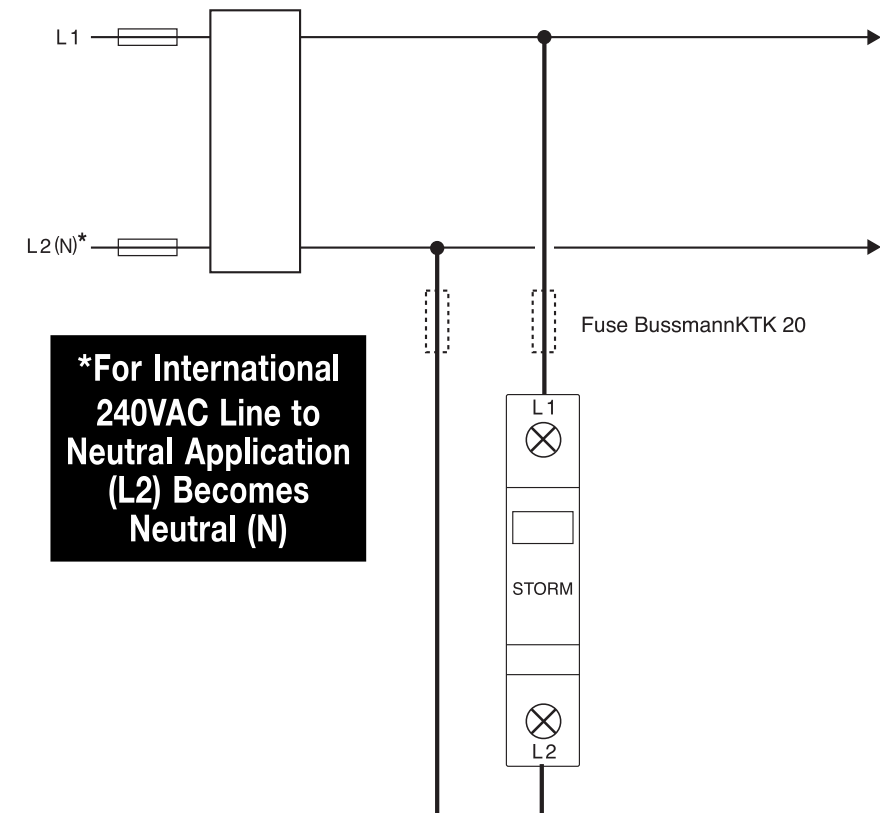 L1
L2(N)*
Fuse BussmannKTK 20
*For International
240VAC Line to
Neutral Application
(L2) Becomes
Neutral (N)
L1
STORM
L2